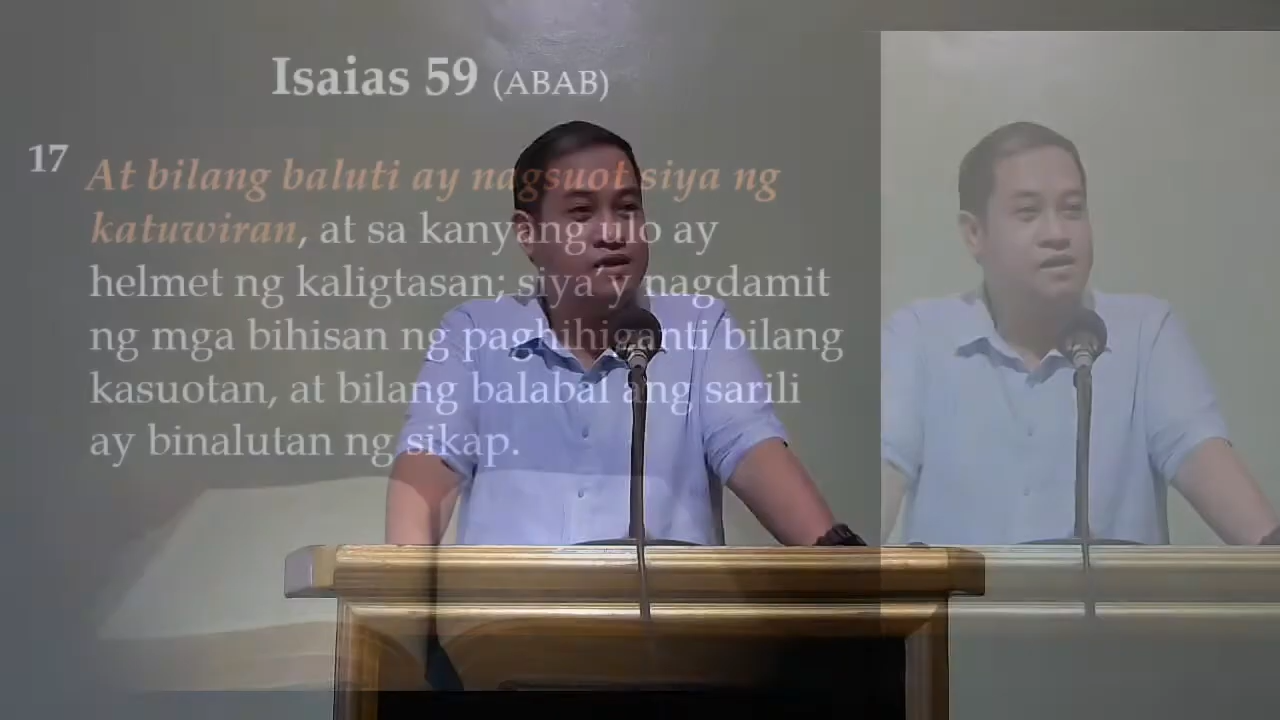 Isaias 59 (ABAB)
17 At bilang baluti ay nagsuot siya ng
katuwiran, at sa kanyang ulo ay
helmet ng kaligtasan; siya'y nagdamit
ng mga bihisan ng paghihiganti bilang
kasuotan, at bilang balabal ang sarili
ay binalutan ng sikap.